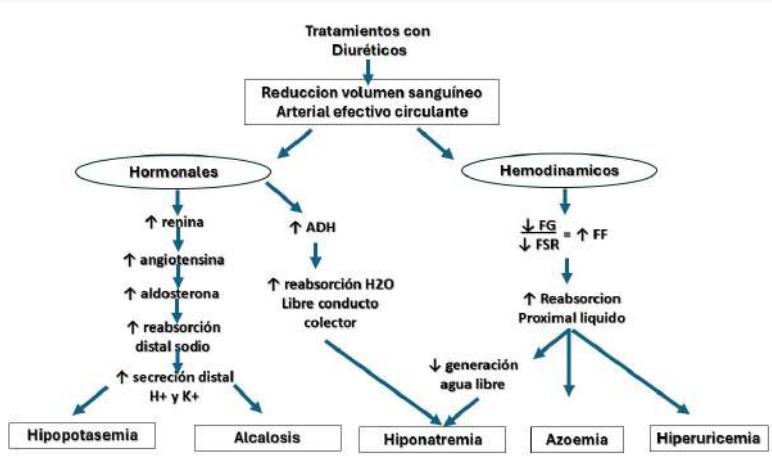 Tratamientos con
Diuréticos
Reduccion volumen sanguíneo
Arterial efectivo circulante
Hormonales
Hemodinamicos
↑ renina
↑ ADH
↓ FG
↓ FSR
= ↑ FF
↑ angiotensina
↑ reabsorción H2O
Libre conducto
colector
↑ aldosterona
↑ Reabsorcion
Proximal liquido
↑ reabsorción
distal sodio
↓ generación
agua libre
↑ secreción distal
H+ y K+
Hipopotasemia
Alcalosis
Hiponatremia
Azoemia
Hiperuricemia